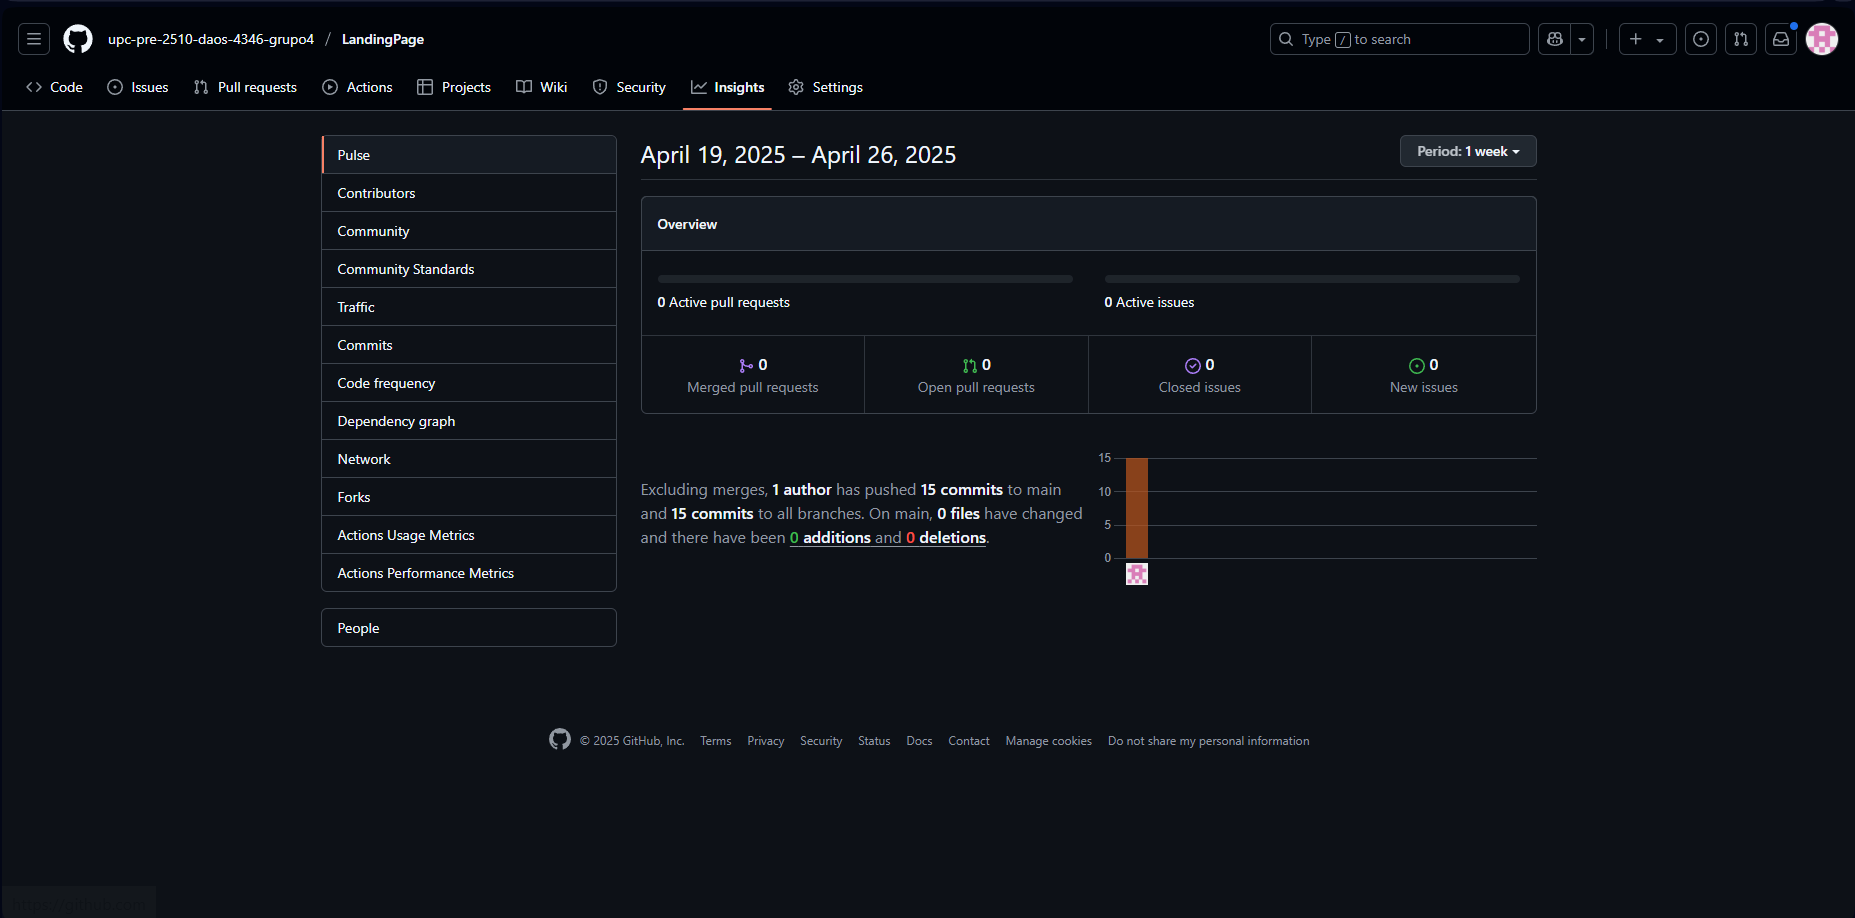 upc-pre-2510-daos-4346-grupo4 / LandingPage
Type / to search
Code Issues Pull requests Actions Projects Wiki Security Insights Settings
Pulse
Contributors
Community
Community Standards
Traffic
Commits
Code frequency
Dependency graph
Network
Forks
Actions Usage Metrics
Actions Performance Metrics
People
April 19, 2025 – April 26, 2025
Period: 1 week
Overview
0 Active pull requests
0 Active issues
0
Merged pull requests
0
Open pull requests
0
Closed issues
0
New issues
Excluding merges, 1 author has pushed 15 commits to main
and 15 commits to all branches. On main, 0 files have changed
and there have been 0 additions and 0 deletions.
15
10
5
0
© 2025 GitHub, Inc. Terms Privacy Security Status Docs Contact Manage cookies Do not share my personal information
https://github.com